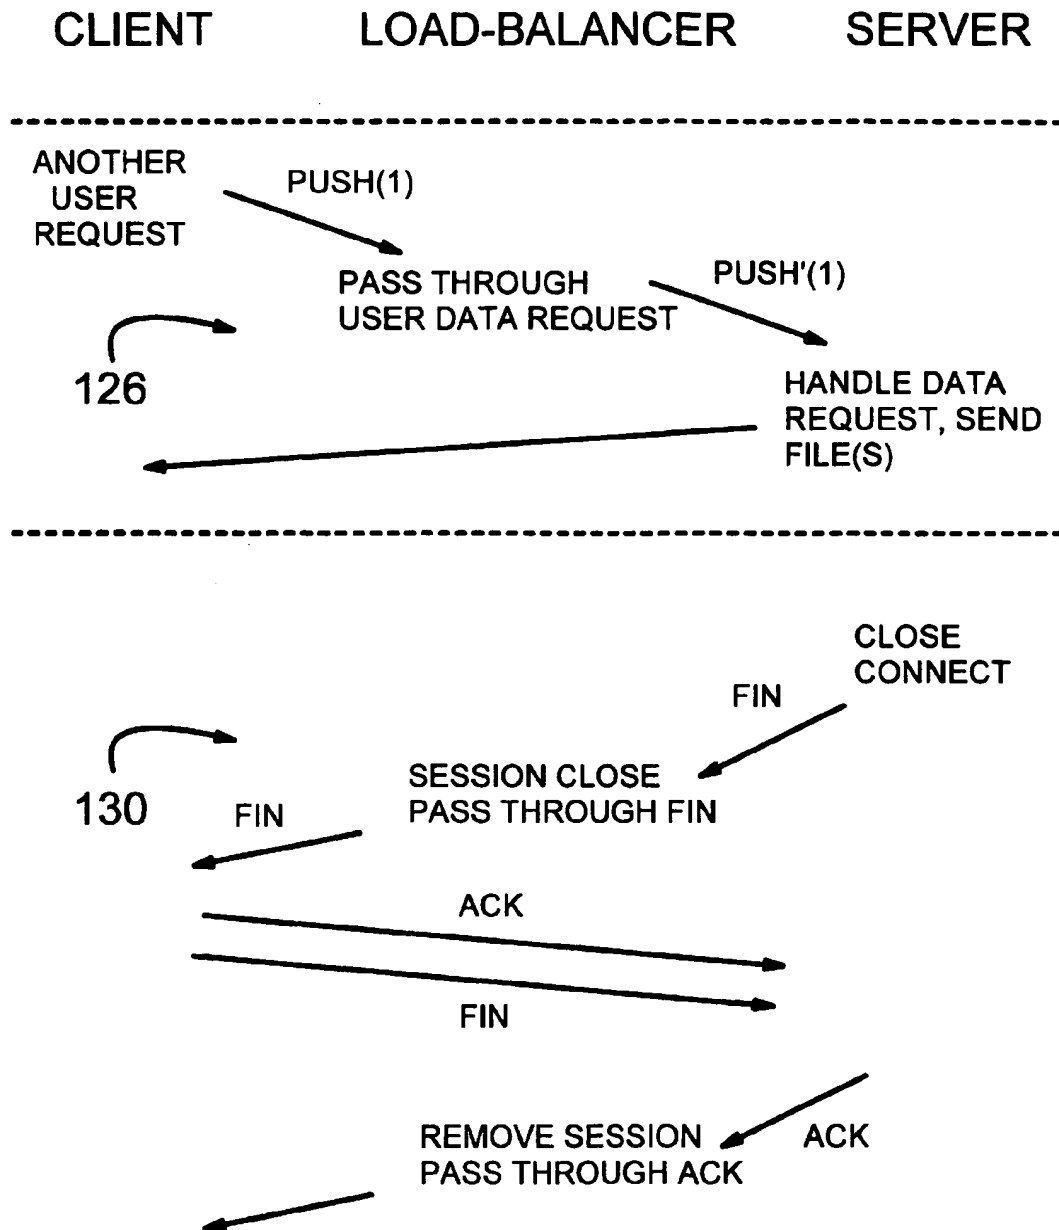 CLIENT LOAD-BALANCER SERVER
ANOTHER
USER
REQUEST
PUSH(1)
PASS THROUGH
USER DATA REQUEST
PUSH'(1)
126
HANDLE DATA
REQUEST, SEND
FILE(S)
CLOSE
CONNECT
FIN
130
SESSION CLOSE
PASS THROUGH FIN
FIN
ACK
FIN
ACK
REMOVE SESSION
PASS THROUGH ACK